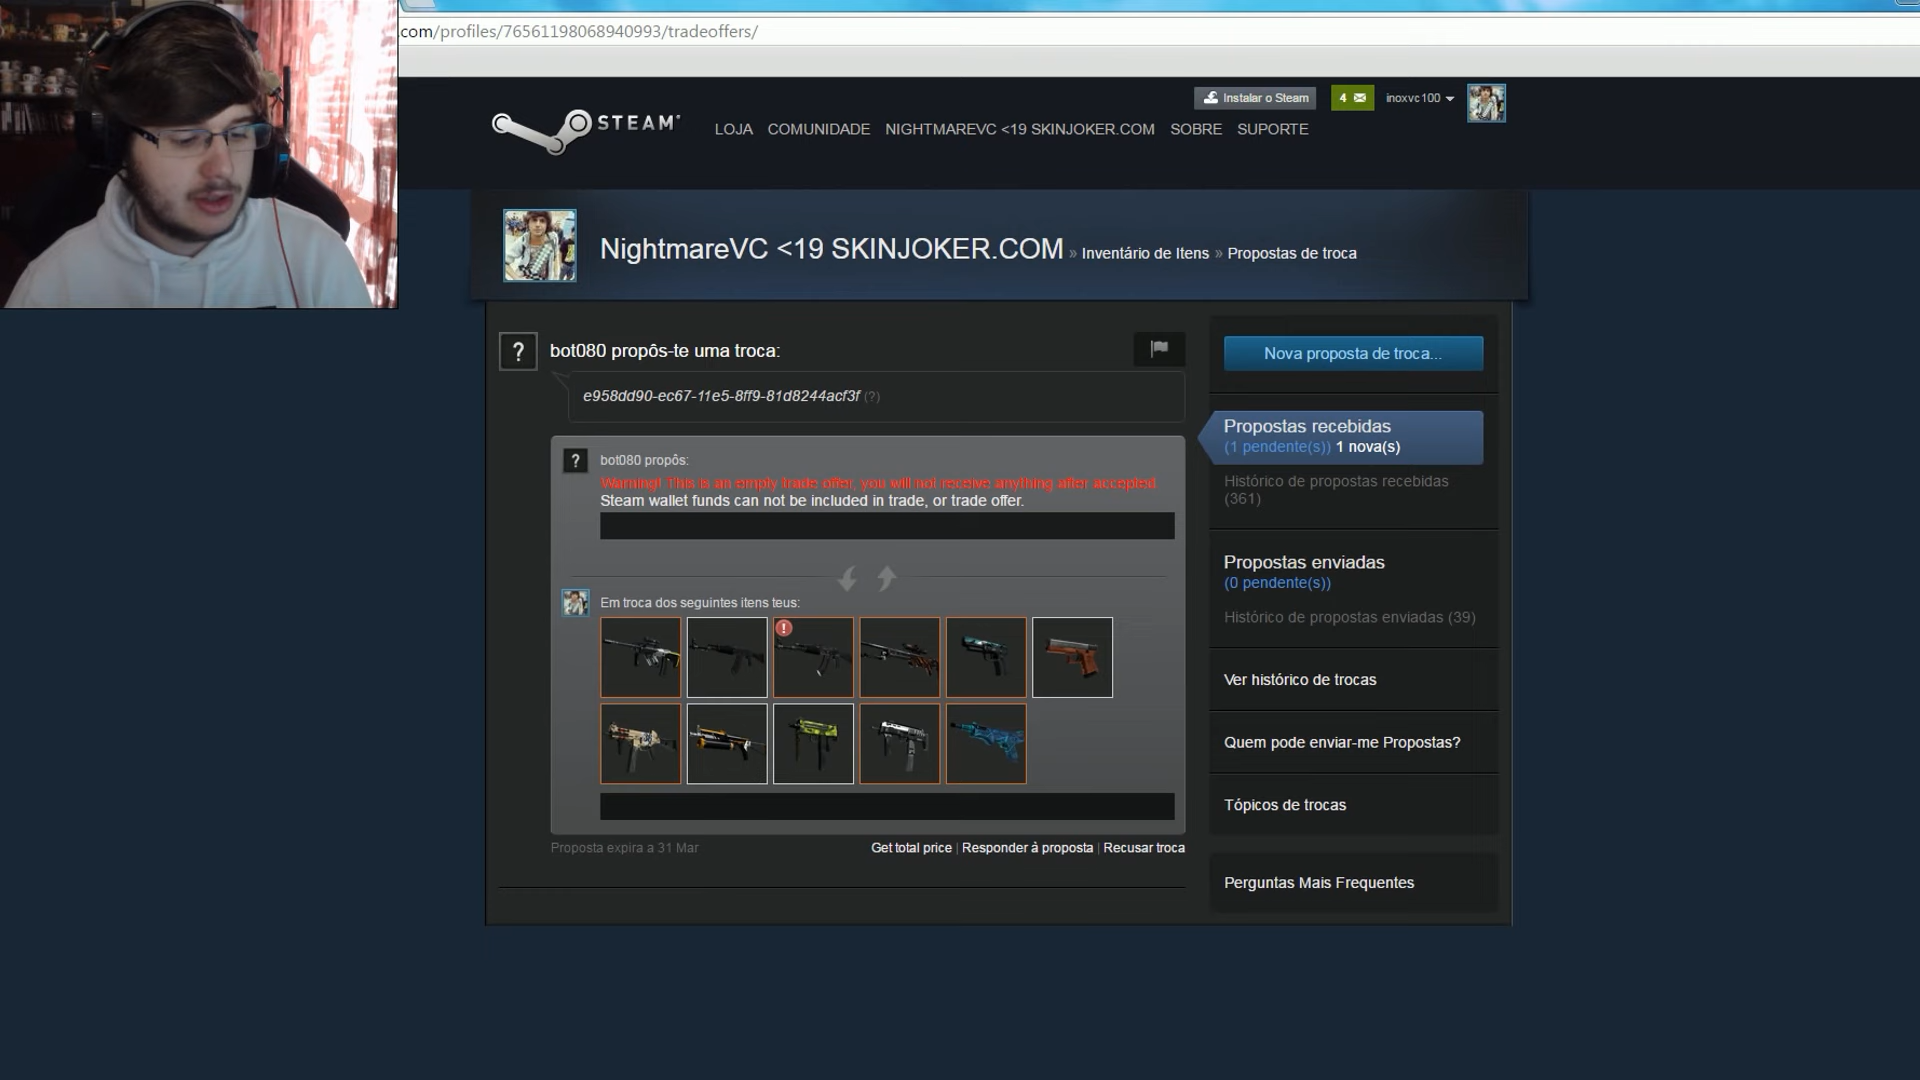 .com/profiles/76561198068940993/tradeoffers/
Instalar o Steam
4
inoxvc100
STEAM
LOJA COMUNIDADE NIGHTMAREVC <19 SKINJOKER.COM SOBRE SUPORTE
NightmareVC <19 SKINJOKER.COM » Inventário de Itens » Propostas de troca
? bot080 propôs-te uma troca:
e958dd90-ec67-11e5-8ff9-81d8244acf3f (?)
? bot080 propôs:
Warning! This is an empty trade offer, you will not receive anything after accepted
Steam wallet funds can not be included in trade, or trade offer.
Em troca dos seguintes itens teus:
!
Proposta expira a 31 Mar
Get total price | Responder à proposta | Recusar troca
Nova proposta de troca...
Propostas recebidas
(1 pendente(s)) 1 nova(s)
Histórico de propostas recebidas
(361)
Propostas enviadas
(0 pendente(s))
Histórico de propostas enviadas (39)
Ver histórico de trocas
Quem pode enviar-me Propostas?
Tópicos de trocas
Perguntas Mais Frequentes